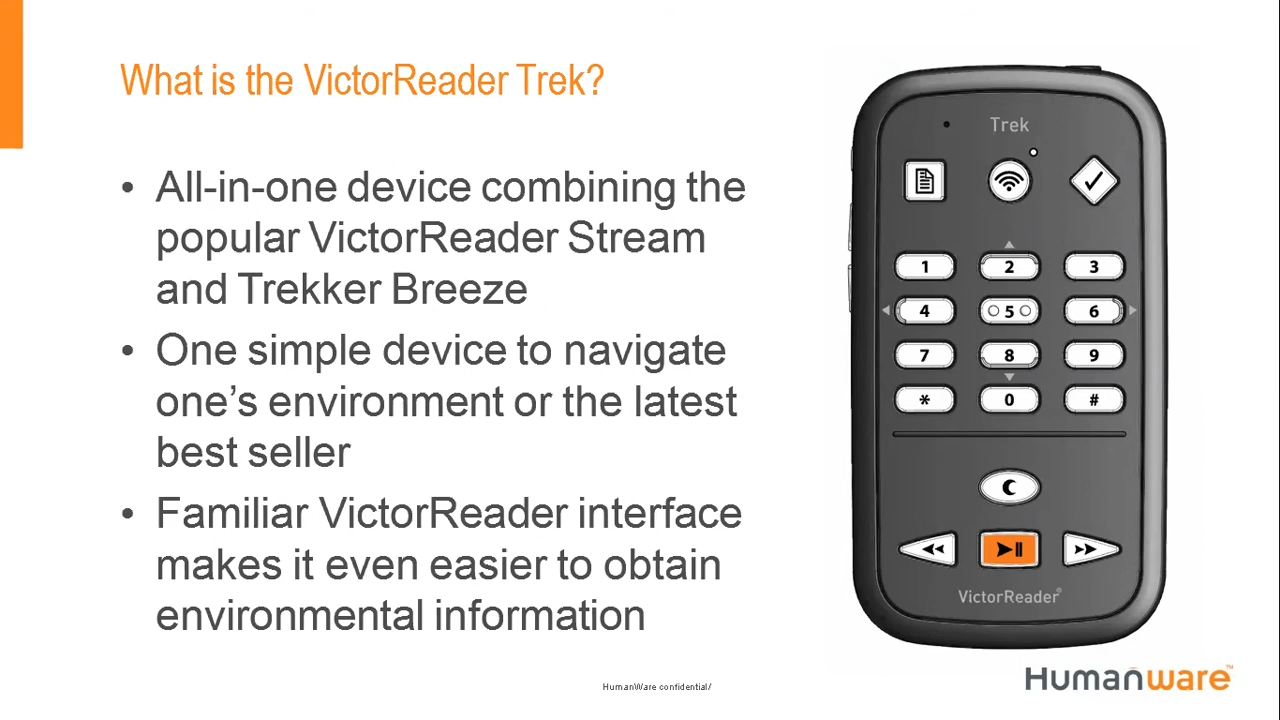 What is the VictorReader Trek?
• All-in-one device combining the
popular VictorReader Stream
and Trekker Breeze
• One simple device to navigate
one’s environment or the latest
best seller
• Familiar VictorReader interface
makes it even easier to obtain
environmental information
Trek
1 2 3
4 5 6
7 8 9
* 0 #
VictorReader®
HumanWare™
HumanWare confidential/